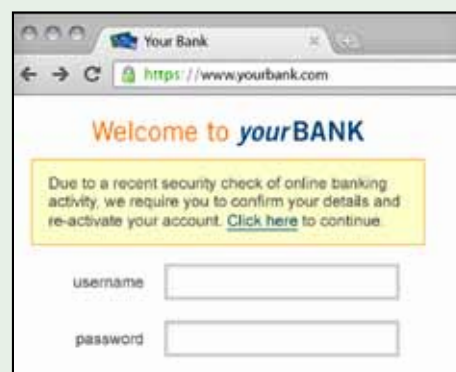 Your Bank
https://www.yourbank.com
Welcome to yourBANK
Due to a recent security check of online banking
activity, we require you to confirm your details and
re-activate your account. Click here to continue.
username
password